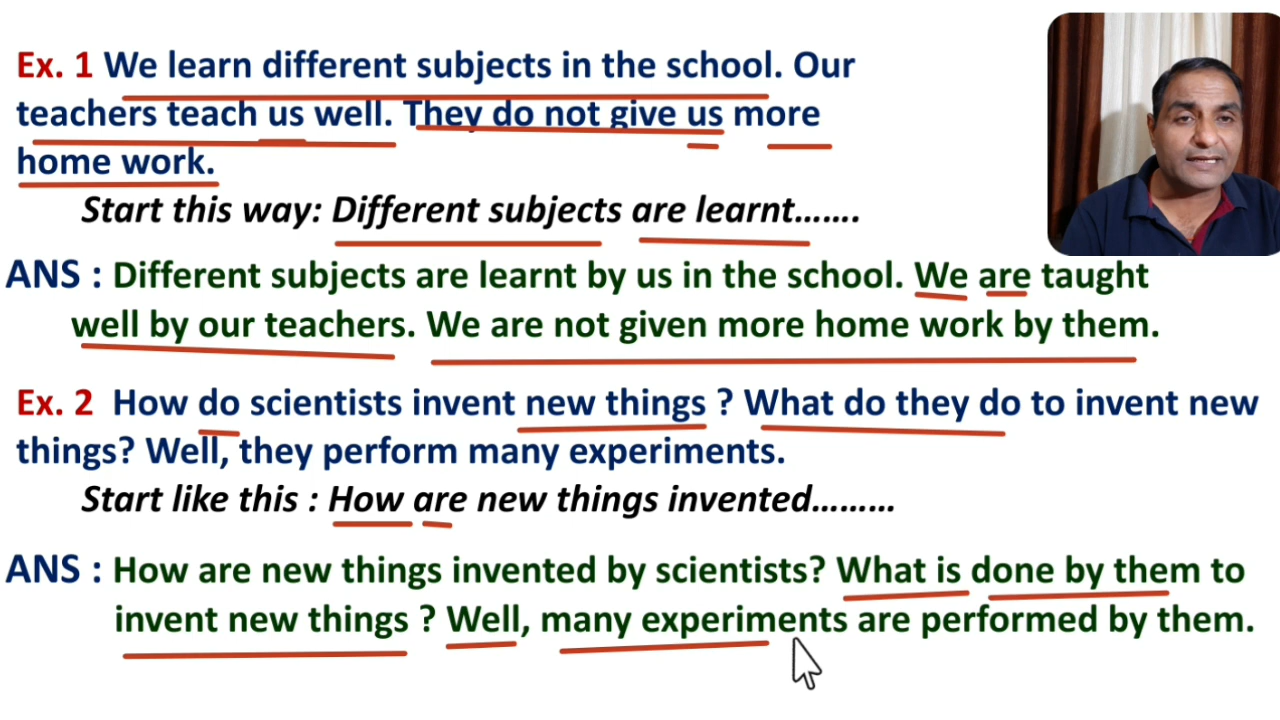 Ex. 1 We learn different subjects in the school. Our
teachers teach us well. They do not give us more
home work.
Start this way: Different subjects are learnt…….
ANS : Different subjects are learnt by us in the school. We are taught
well by our teachers. We are not given more home work by them.
Ex. 2 How do scientists invent new things ? What do they do to invent new
things? Well, they perform many experiments.
Start like this : How are new things invented………
ANS : How are new things invented by scientists? What is done by them to
invent new things ? Well, many experiments are performed by them.